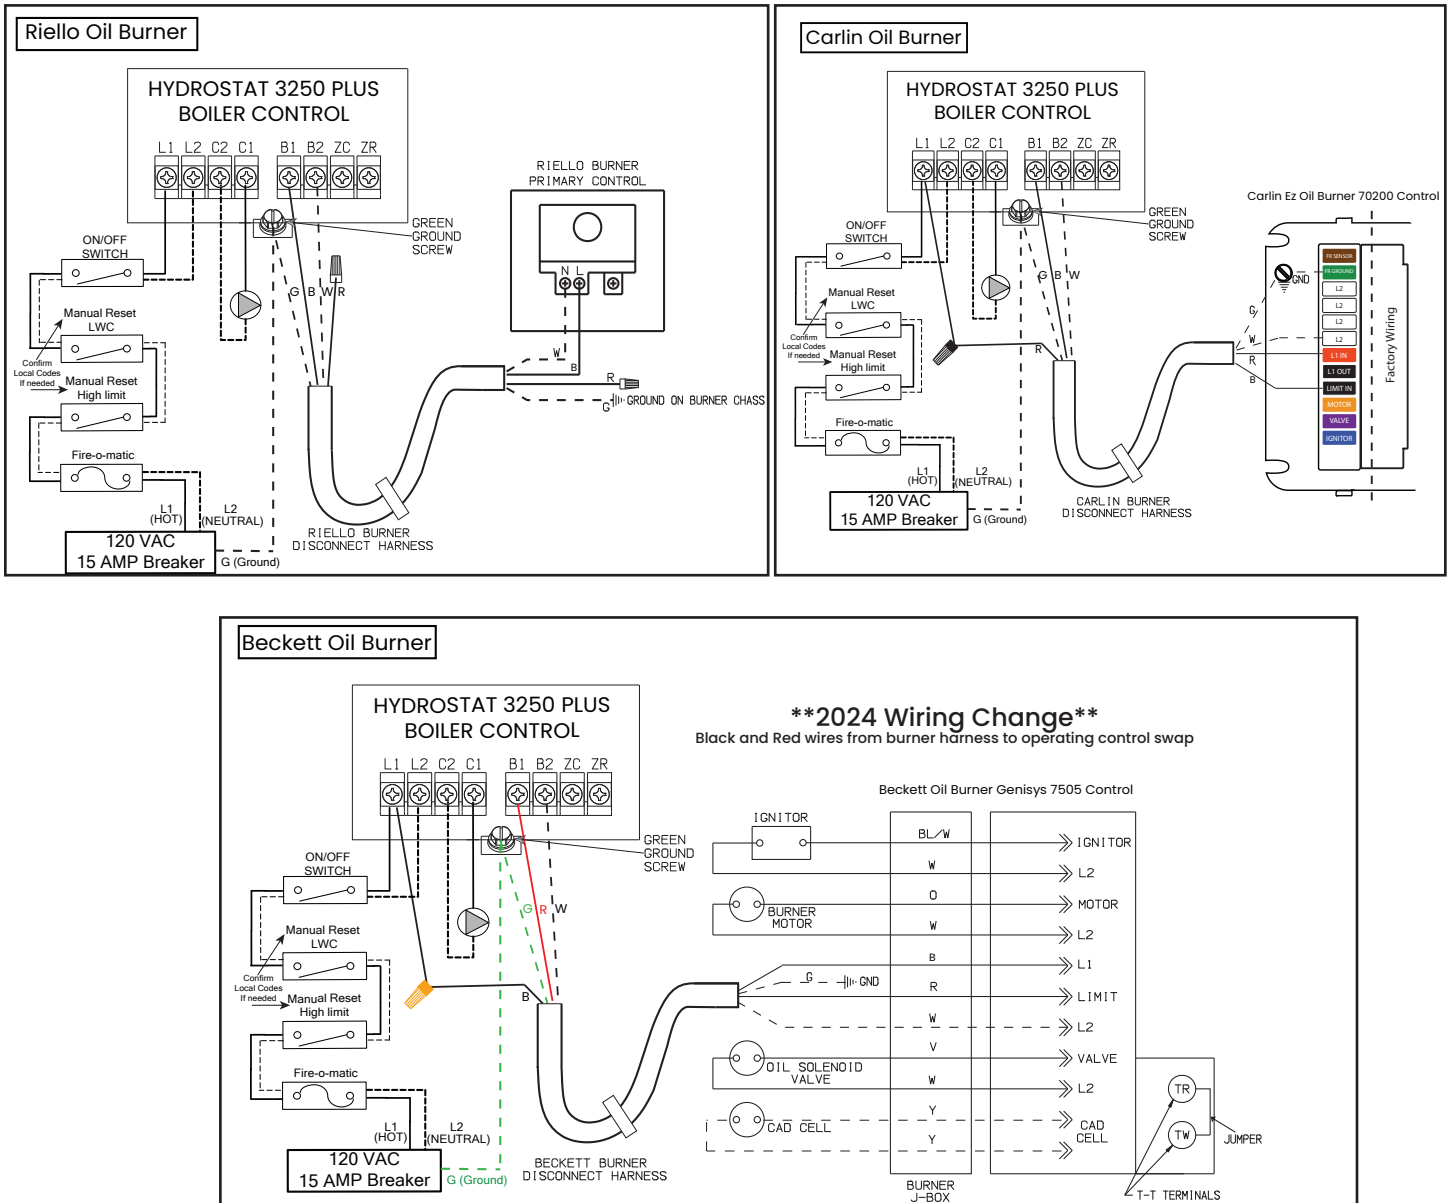 Riello Oil Burner
HYDROSTAT 3250 PLUS
BOILER CONTROL
L1 L2 C2 C1 B1 B2 ZC ZR
GREEN
GROUND
SCREW
ON/OFF
SWITCH
Manual Reset
LWC
Confirm
Local Codes
If needed
Manual Reset
High limit
Fire-o-matic
L1
(HOT)
L2
(NEUTRAL)
120 VAC
15 AMP Breaker
G (Ground)
G B W R
RIELLO BURNER
PRIMARY CONTROL
N L
W
B
R
G
GROUND ON BURNER CHASS
RIELLO BURNER
DISCONNECT HARNESS
Carlin Oil Burner
HYDROSTAT 3250 PLUS
BOILER CONTROL
L1 L2 C2 C1 B1 B2 ZC ZR
GREEN
GROUND
SCREW
ON/OFF
SWITCH
Manual Reset
LWC
Confirm
Local Codes
If needed
Manual Reset
High limit
Fire-o-matic
L1
(HOT)
L2
(NEUTRAL)
120 VAC
15 AMP Breaker
G (Ground)
G B W
R
CARLIN BURNER
DISCONNECT HARNESS
Carlin Ez Oil Burner 70200 Control
GND
G
W
R
B
FR SENSOR
FR GROUND
L2
L2
L2
L2
L1 IN
L1 OUT
LIMIT IN
MOTOR
VALVE
IGNITOR
Factory Wiring
Beckett Oil Burner
HYDROSTAT 3250 PLUS
BOILER CONTROL
L1 L2 C2 C1 B1 B2 ZC ZR
GREEN
GROUND
SCREW
ON/OFF
SWITCH
Manual Reset
LWC
Confirm
Local Codes
If needed
Manual Reset
High limit
Fire-o-matic
L1
(HOT)
L2
(NEUTRAL)
120 VAC
15 AMP Breaker
G (Ground)
G R W
B
BECKETT BURNER
DISCONNECT HARNESS
**2024 Wiring Change**
Black and Red wires from burner harness to operating control swap
Beckett Oil Burner Genisys 7505 Control
IGNITOR
BL/W
IGNITOR
W
L2
O
MOTOR
BURNER
MOTOR
W
L2
B
L1
G
GND
R
LIMIT
W
L2
V
VALVE
OIL SOLENOID
VALVE
W
L2
Y
CAD CELL
CAD
CELL
Y
TR
TW
JUMPER
T-T TERMINALS
BURNER
J-BOX